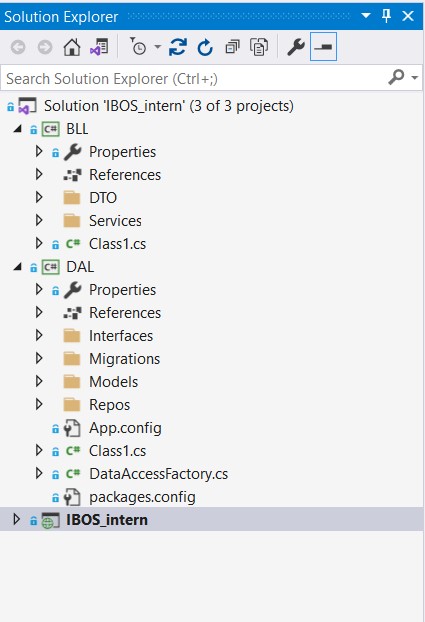 Solution Explorer
Search Solution Explorer (Ctrl+;)
Solution 'IBOS_intern' (3 of 3 projects)
C# BLL
Properties
References
DTO
Services
C# Class1.cs
C# DAL
Properties
References
Interfaces
Migrations
Models
Repos
App.config
C# Class1.cs
C# DataAccessFactory.cs
packages.config
IBOS_intern